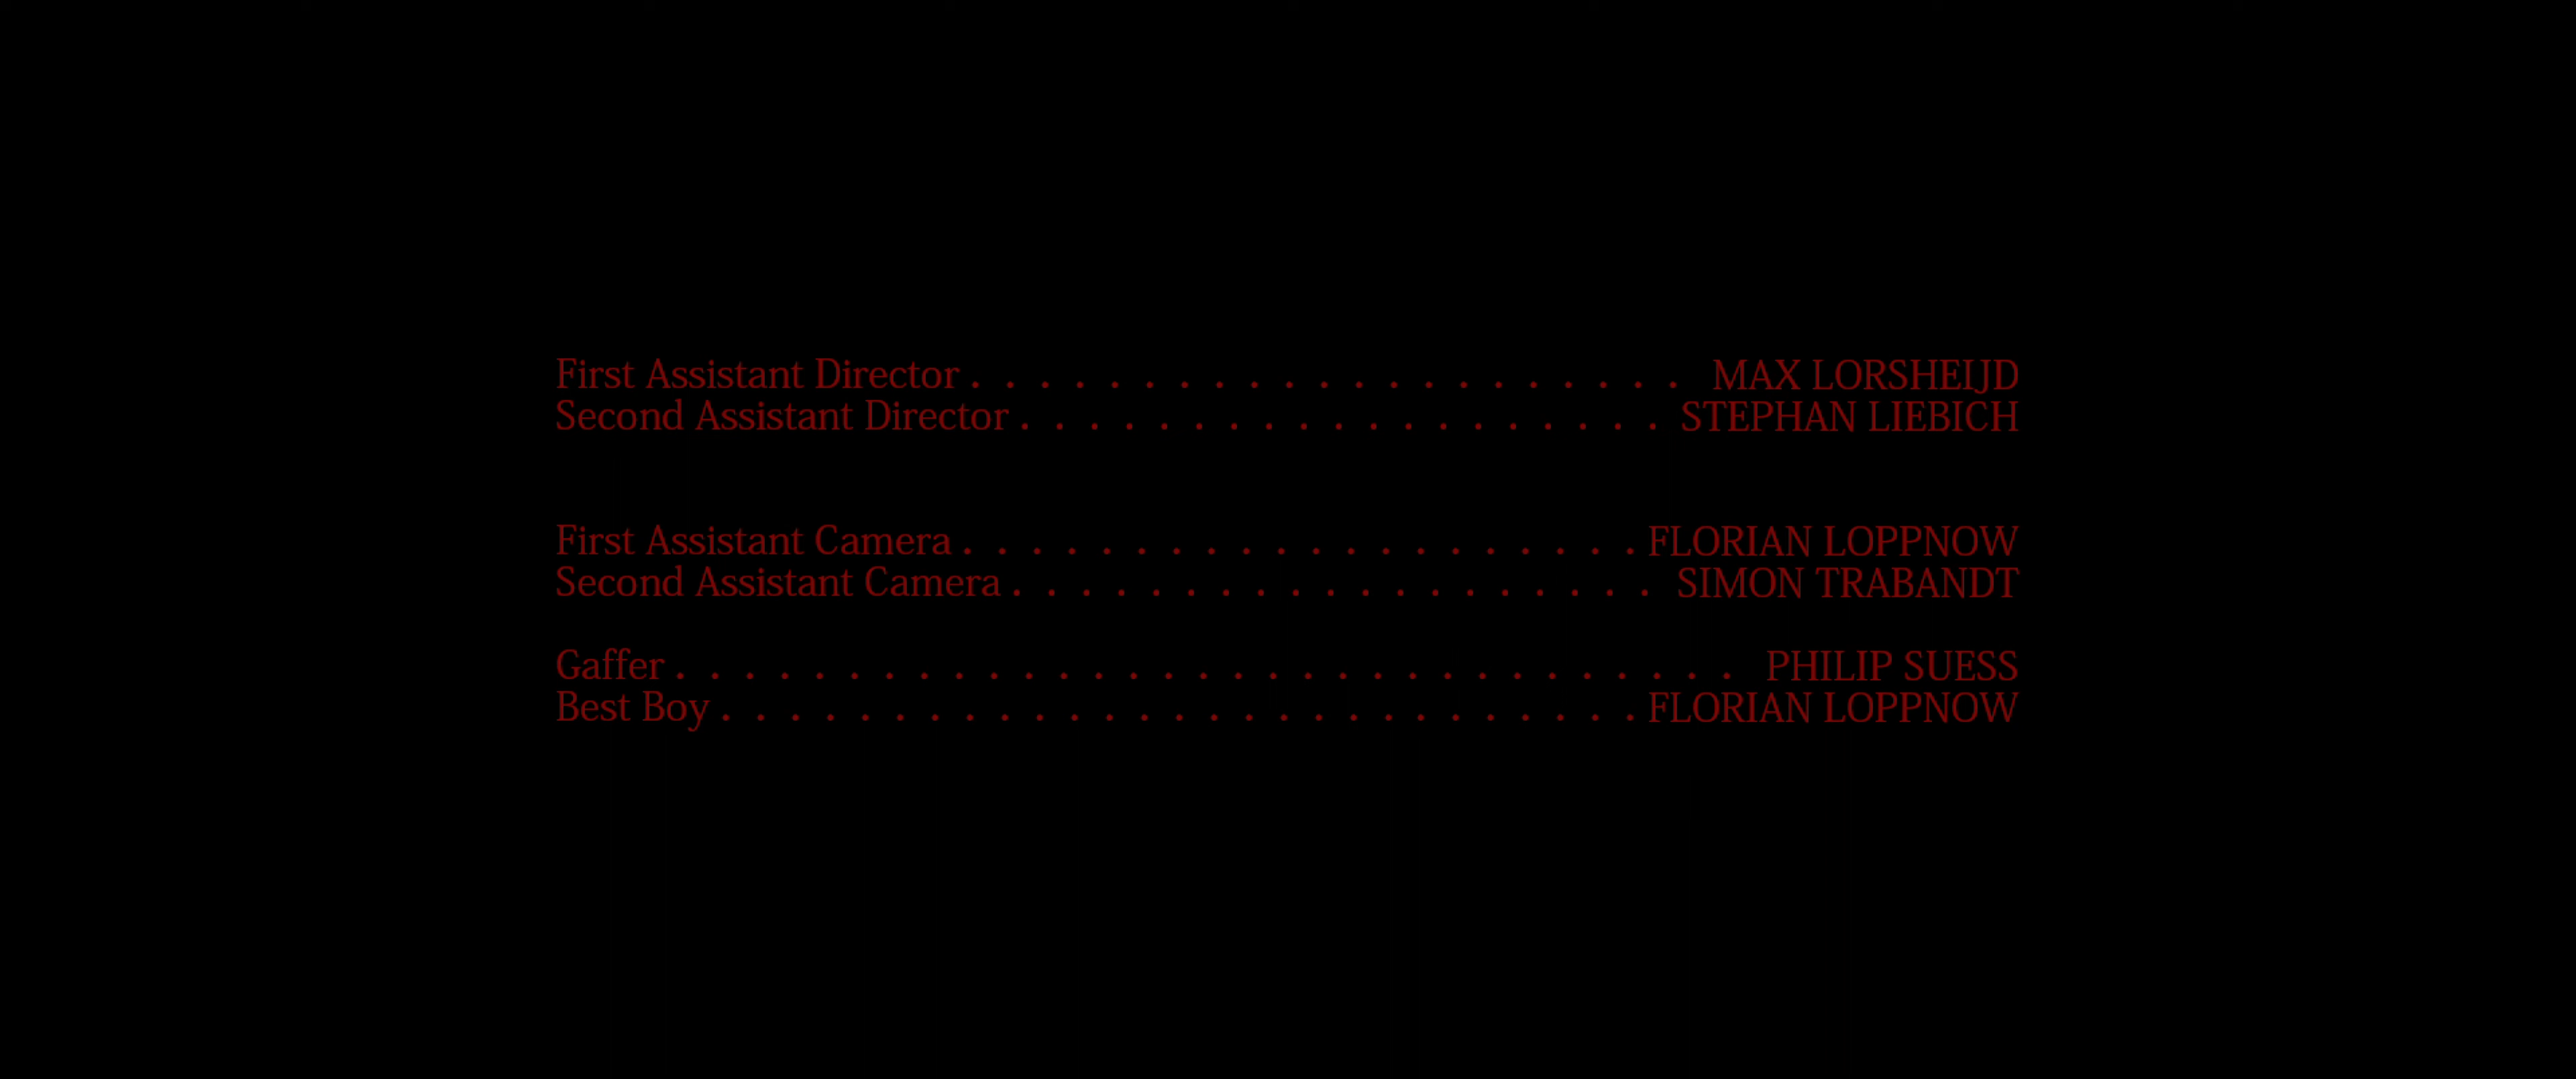 First Assistant Director . . . . . . . . . . . . . . . . . . . . . MAX LORSHEIJD
Second Assistant Director . . . . . . . . . . . . . . . . . . . STEPHAN LIEBICH
First Assistant Camera . . . . . . . . . . . . . . . . . . . . FLORIAN LOPPNOW
Second Assistant Camera . . . . . . . . . . . . . . . . . . . SIMON TRABANDT
Gaffer . . . . . . . . . . . . . . . . . . . . . . . . . . . . . . . PHILIP SUESS
Best Boy . . . . . . . . . . . . . . . . . . . . . . . . . . . FLORIAN LOPPNOW